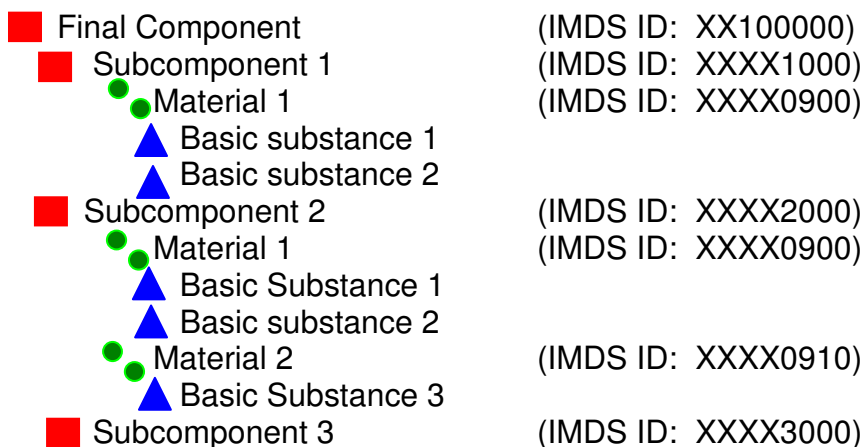 Final Component (IMDS ID: XX100000)
Subcomponent 1 (IMDS ID: XXXX1000)
Material 1 (IMDS ID: XXXX0900)
Basic substance 1
Basic substance 2
Subcomponent 2 (IMDS ID: XXXX2000)
Material 1 (IMDS ID: XXXX0900)
Basic Substance 1
Basic substance 2
Material 2 (IMDS ID: XXXX0910)
Basic Substance 3
Subcomponent 3 (IMDS ID: XXXX3000)